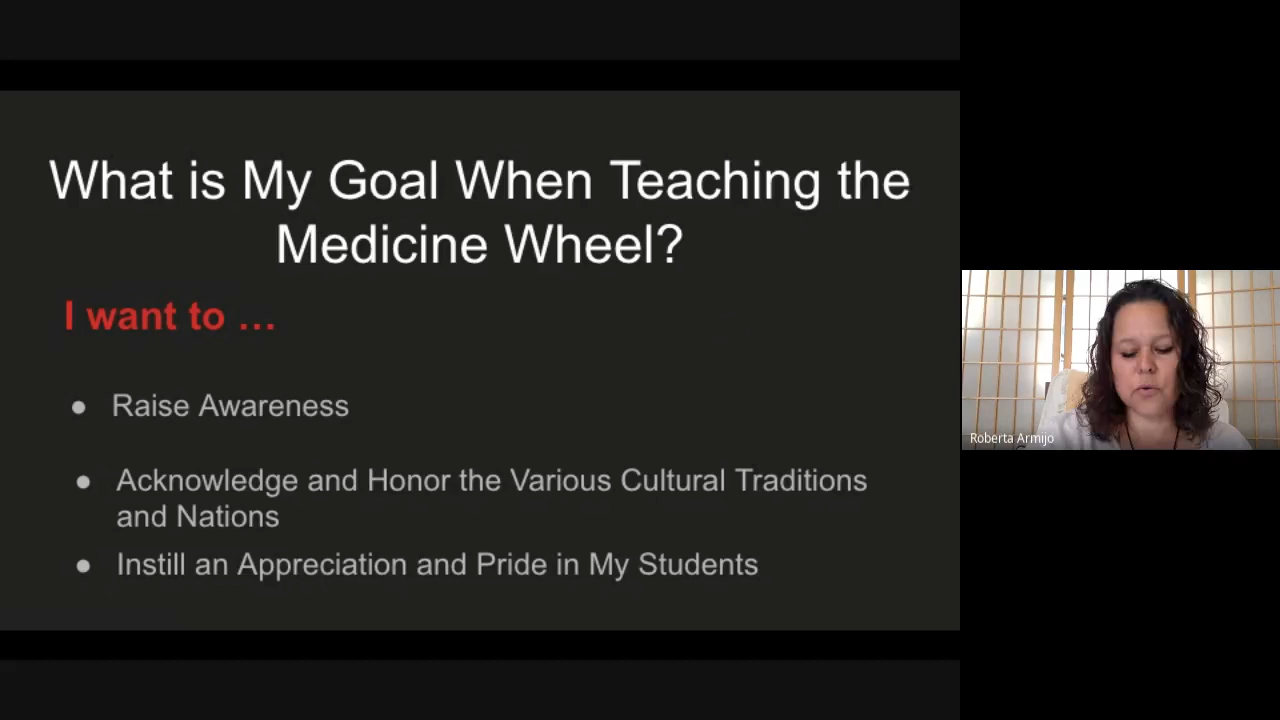 What is My Goal When Teaching the
Medicine Wheel?
I want to …
● Raise Awareness
● Acknowledge and Honor the Various Cultural Traditions
and Nations
● Instill an Appreciation and Pride in My Students
Roberta Armijo